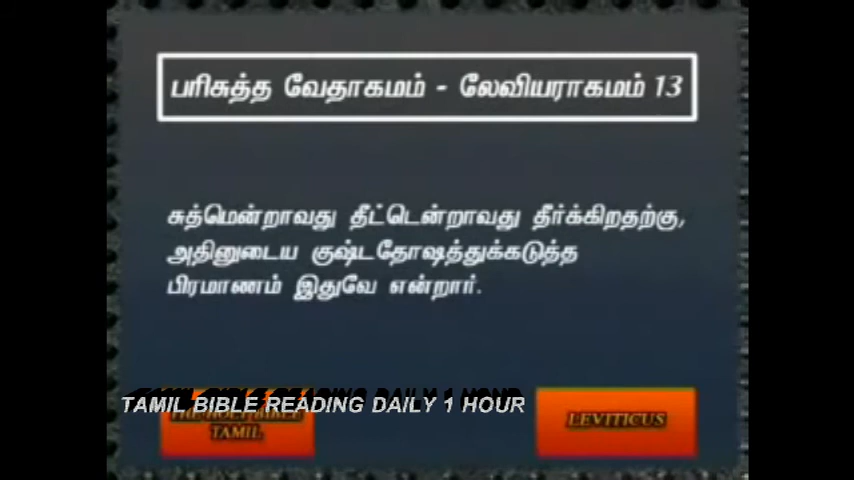 பரிசுத்த வேதாகமம் - லேவியராகமம் 13
சுத்மென்றாவது தீட்டென்றாவது தீர்க்கிறதற்கு,
அதினுடைய குஷ்டதோஷத்துக்கடுத்த
பிரமாணம் இதுவே என்றார்.
TAMIL BIBLE READING DAILY 1 HOUR
TAMIL
LEVITICUS